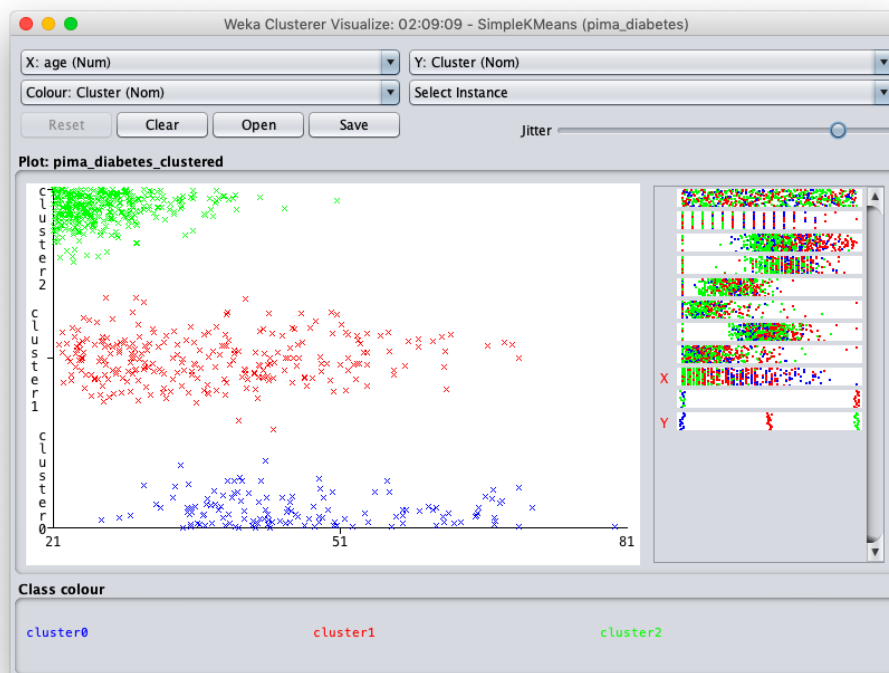 Weka Clusterer Visualize: 02:09:09 - SimpleKMeans (pima_diabetes)
X: age (Num)
Y: Cluster (Nom)
Colour: Cluster (Nom)
Select Instance
Reset
Clear
Open
Save
Jitter
Plot: pima_diabetes_clustered
cluster2
cluster1
cluster0
21
51
81
X
Y
Class colour
cluster0
cluster1
cluster2